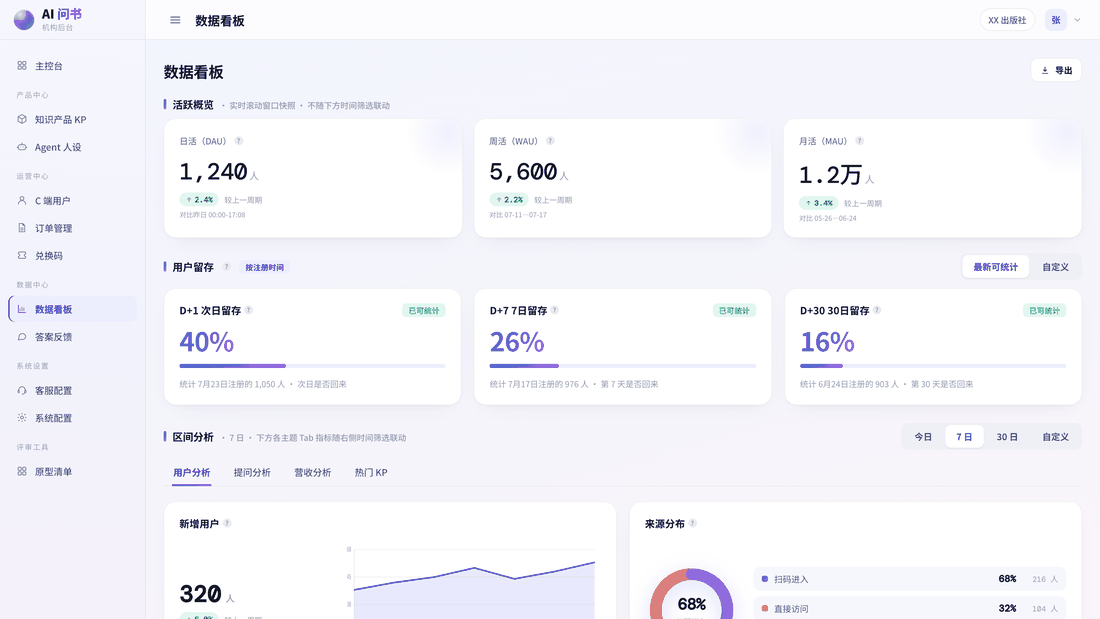 AI 问书
机构后台
数据看板
XX 出版社
张
主控台
产品中心
知识产品 KP
Agent 人设
运营中心
C 端用户
订单管理
兑换码
数据中心
数据看板
答案反馈
系统设置
客服配置
系统配置
评审工具
原型清单
数据看板
导出
活跃概览 • 实时滚动窗口快照 • 不随下方时间筛选联动
日活（DAU） ?
1,240 人
↑ 2.4% 较上一周期
对比昨日 00:00-17:08
周活（WAU） ?
5,600 人
↑ 2.2% 较上一周期
对比 07-11—07-17
月活（MAU） ?
1.2万 人
↑ 3.4% 较上一周期
对比 05-26—06-24
用户留存 ? 按注册时间
最新可统计 自定义
D+1 次日留存 ? 已可统计
40%
统计 7月23日注册的 1,050 人 • 次日是否回来
D+7 7日留存 ? 已可统计
26%
统计 7月17日注册的 976 人 • 第 7 天是否回来
D+30 30日留存 ? 已可统计
16%
统计 6月24日注册的 903 人 • 第 30 天是否回来
区间分析 • 7 日 • 下方各主题 Tab 指标随右侧时间筛选联动
今日 7 日 30 日 自定义
用户分析 提问分析 营收分析 热门 KP
新增用户 ?
320 人
来源分布 ?
68%
扫码进入 68% 216 人
直接访问 32% 104 人